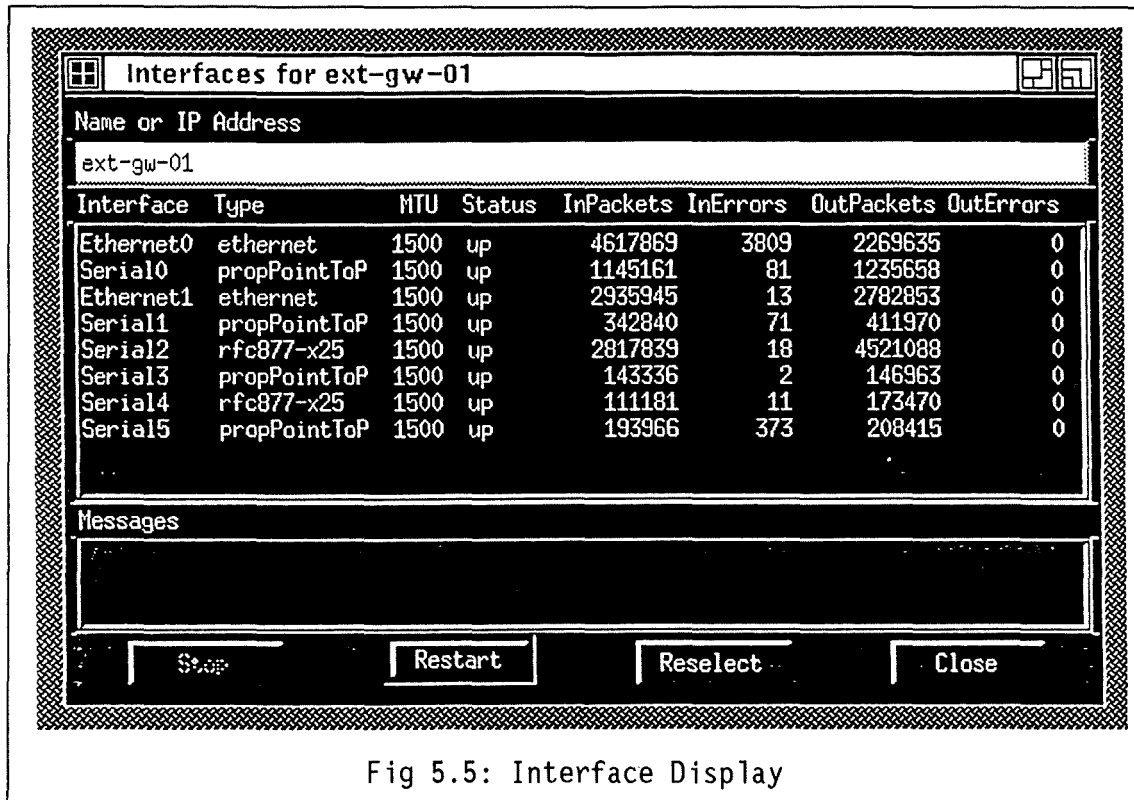 Interfaces for ext-gw-01
Name or IP Address
ext-gw-01
Interface Type MTU Status InPackets InErrors OutPackets OutErrors
Ethernet0 ethernet 1500 up 4617869 3809 2269635 0
Serial0 propPointToP 1500 up 1145161 81 1235658 0
Ethernet1 ethernet 1500 up 2935945 13 2782853 0
Serial1 propPointToP 1500 up 342840 71 411970 0
Serial2 rfc877-x25 1500 up 2817839 18 4521088 0
Serial3 propPointToP 1500 up 143336 2 146963 0
Serial4 rfc877-x25 1500 up 111181 11 173470 0
Serial5 propPointToP 1500 up 193966 373 208415 0
Messages
Stop Restart Reselect Close
Fig 5.5: Interface Display